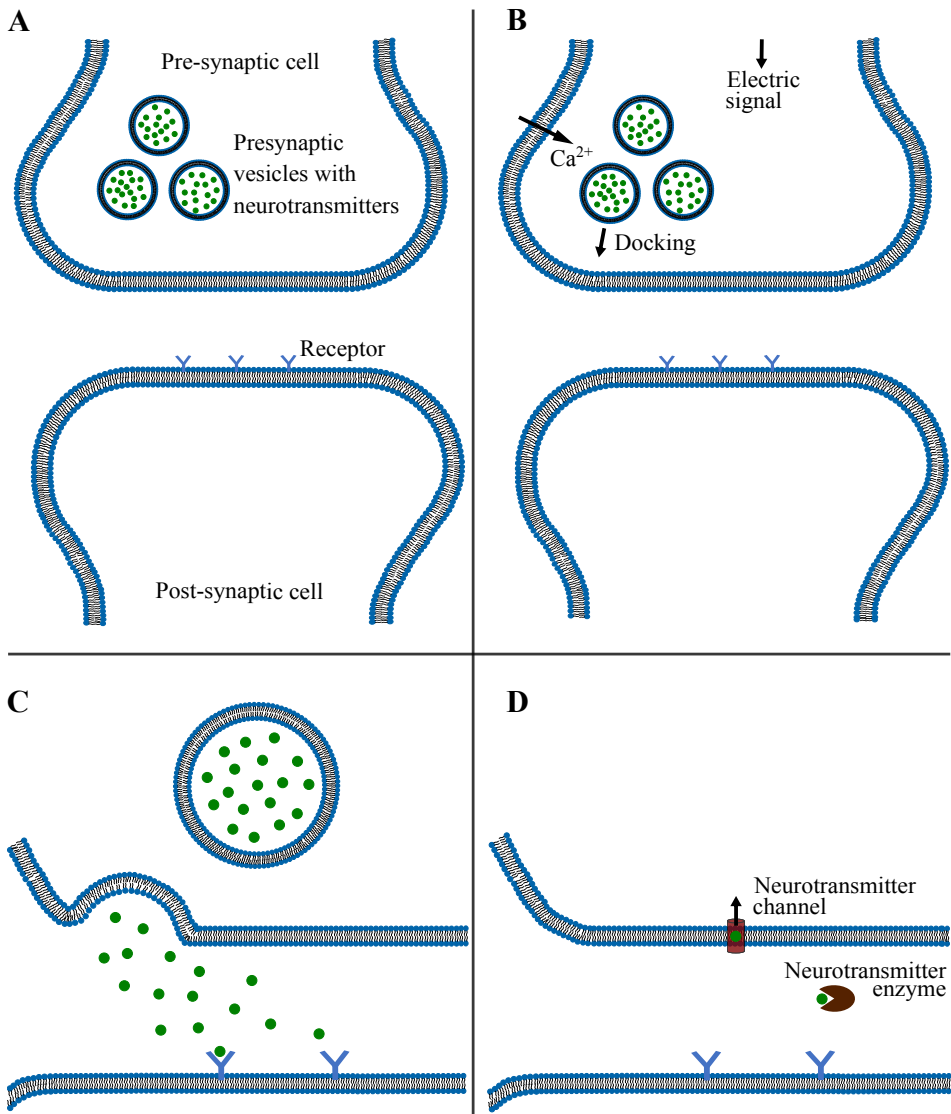 A
Pre-synaptic cell
Presynaptic
vesicles with
neurotransmitters
Receptor
Post-synaptic cell
B
Electric
signal
Ca²⁺
Docking
C
D
Neurotransmitter
channel
Neurotransmitter
enzyme